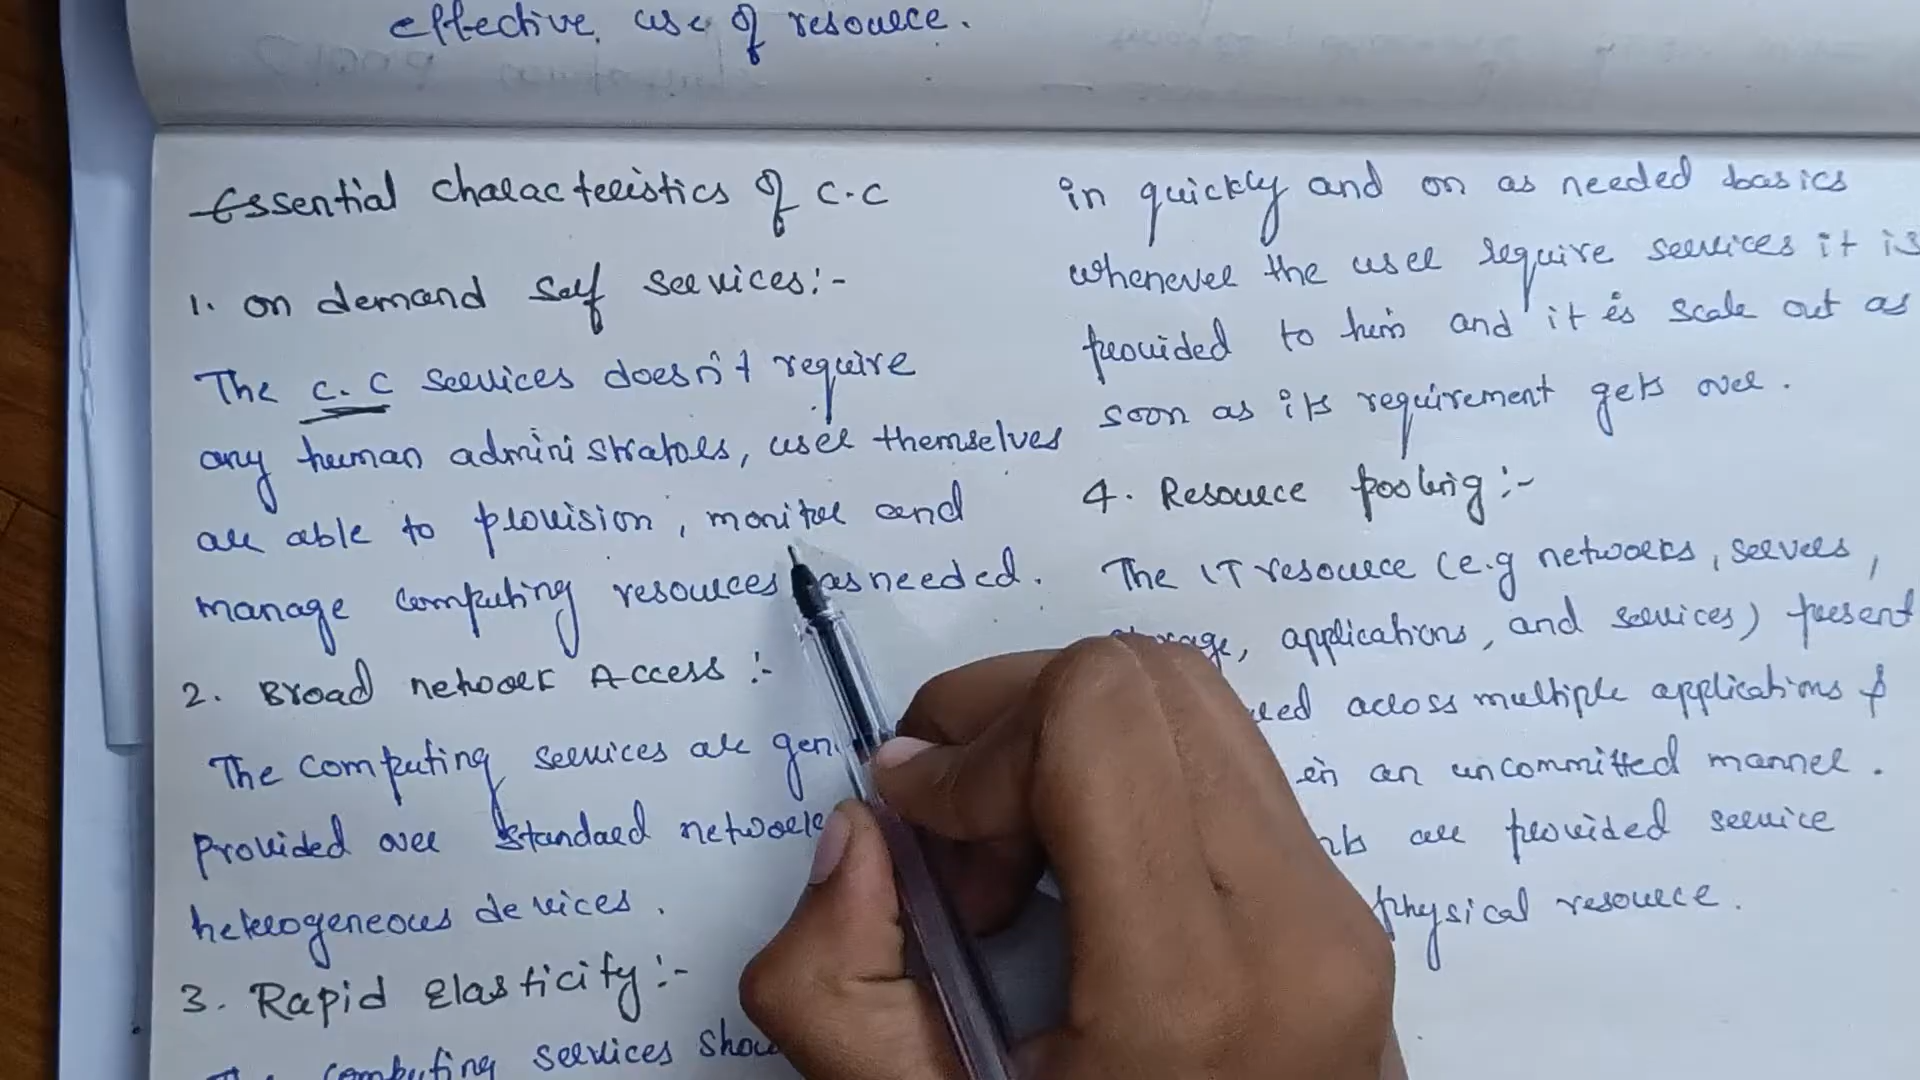 effective use of resource.
Essential characteristics of C.C
1. on demand Self Services:-
The C.C Services doesn't require
any human administrators, user themselves
are able to provision, monitor and
manage computing resources as needed.
2. Broad network Access :-
The computing services are
provided over standard networks
heterogeneous devices.
3. Rapid Elasticity:-
computing services
in quickly and on as needed basics
whenever the user require services it is
provided to him and it is scale out as
soon as its requirement gets over.
4. Resource pooling:-
The IT resource (e.g networks, servers,
applications, and services) present
across multiple applications &
in an uncommitted manner.
are provided service
physical resource.